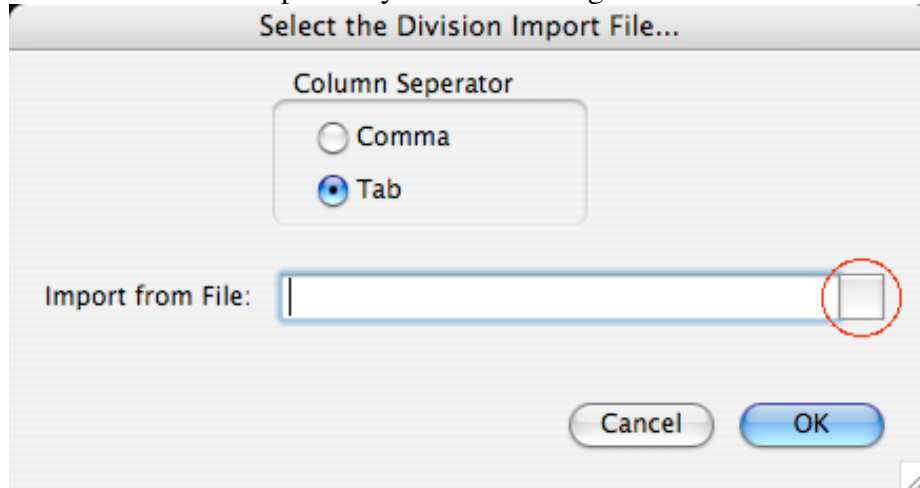 Select the Division Import File...
Column Seperator
Comma
Tab
Import from File:
Cancel OK